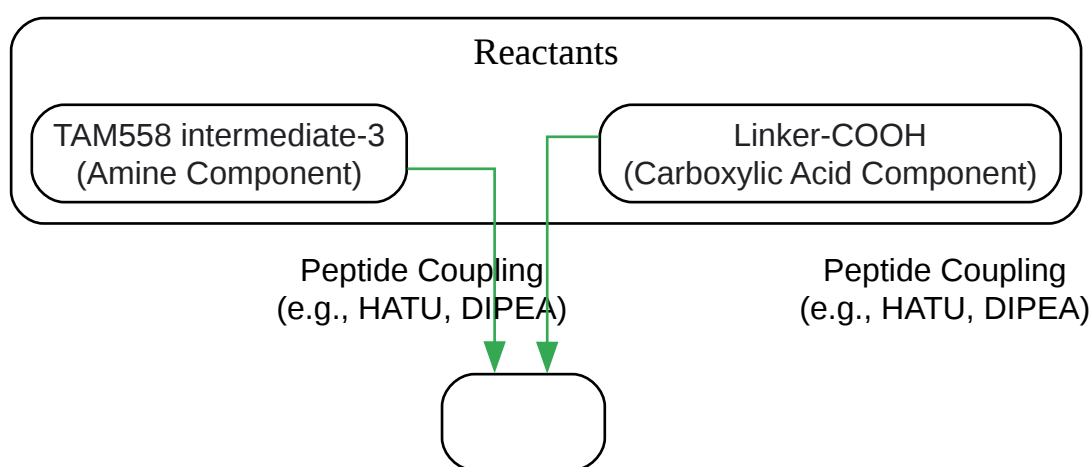 Reactants
TAM558 intermediate-3
(Amine Component)
Linker-COOH
(Carboxylic Acid Component)
Peptide Coupling
(e.g., HATU, DIPEA)
Peptide Coupling
(e.g., HATU, DIPEA)